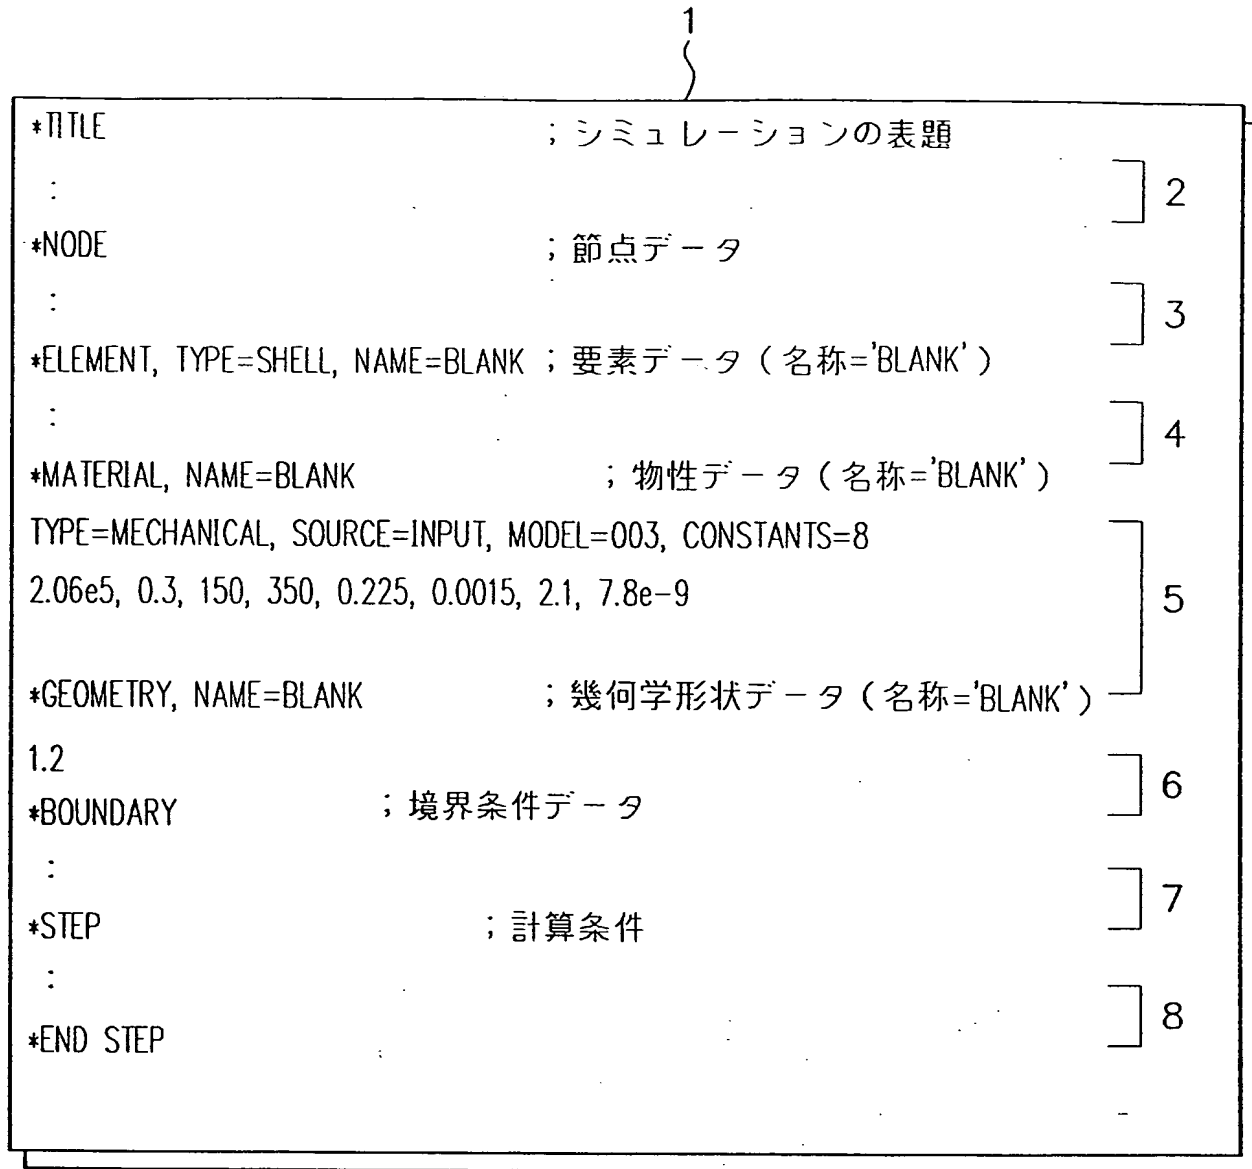 1
*TITLE ;シミュレーションの表題
: 2
*NODE ;節点データ
: 3
*ELEMENT, TYPE=SHELL, NAME=BLANK ;要素データ(名称='BLANK')
: 4
*MATERIAL, NAME=BLANK ;物性データ(名称='BLANK')
TYPE=MECHANICAL, SOURCE=INPUT, MODEL=003, CONSTANTS=8
2.06e5, 0.3, 150, 350, 0.225, 0.0015, 2.1, 7.8e-9 5
*GEOMETRY, NAME=BLANK ;幾何学形状データ(名称='BLANK')
1.2 6
*BOUNDARY ;境界条件データ
: 7
*STEP ;計算条件
: 8
*END STEP